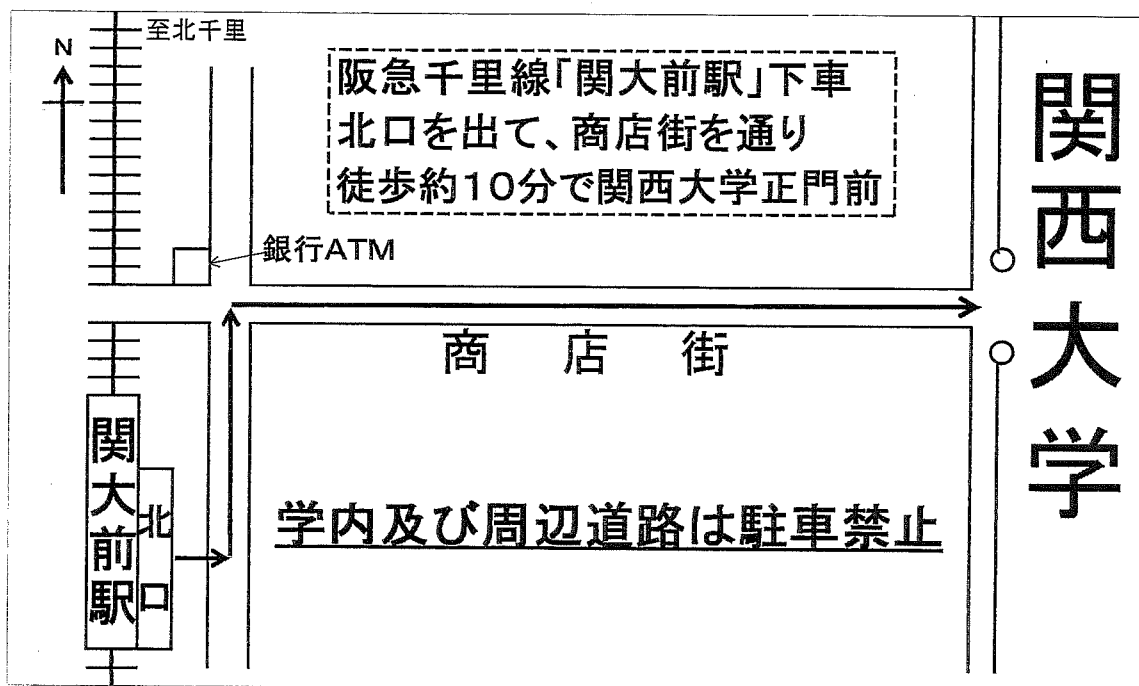 N
至北千里
阪急千里線「関大前駅」下車
北口を出て、商店街を通り
徒歩約10分で関西大学正門前
銀行ATM
商店街
関西大学
関大前駅
北口
学内及び周辺道路は駐車禁止